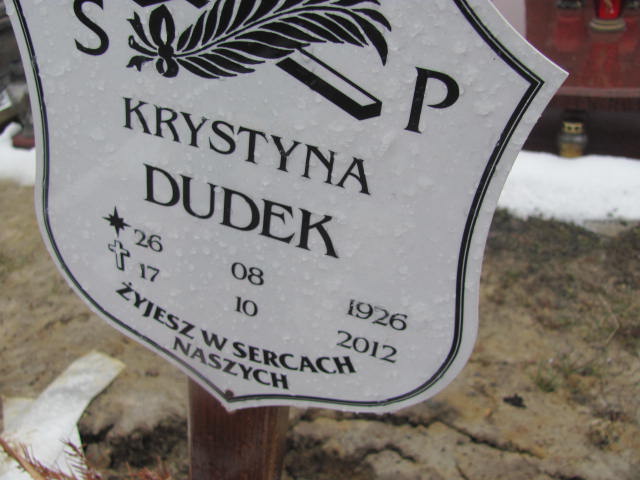 S P
KRYSTYNA
DUDEK
26 08 1926
17 10 2012
ŻYJESZ W SERCACH
NASZYCH